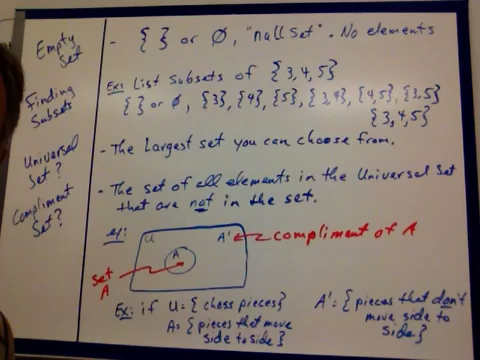 Empty Set
- { } or Ø, "null set". No elements
Finding Subsets
Ex: List Subsets of {3,4,5}
{ } or Ø, {3}, {4}, {5}, {3,4}, {4,5}, {3,5}
{3,4,5}
Universal Set?
- The Largest set you can choose from.
Compliment Set?
- The set of all elements in the Universal Set
that are not in the set.
ex:
U
A
A'
compliment of A
set A
Ex: if U = {chess pieces}
A = {pieces that move
side to side}
A' = {pieces that don't
move side to
side}